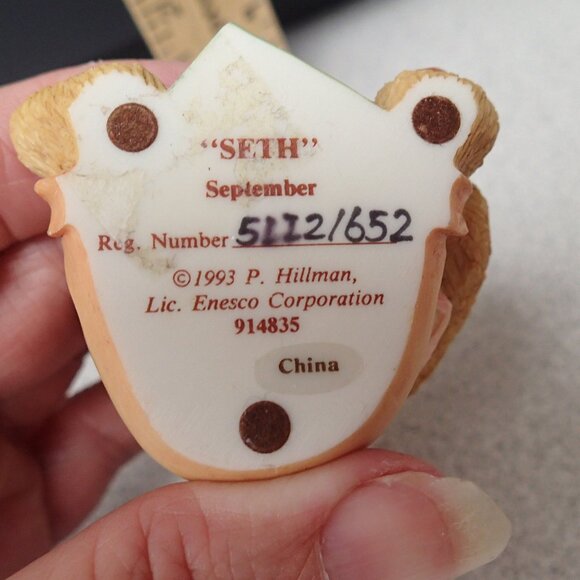 “SETH”
September
Reg. Number 5112/652
©1993 P. Hillman,
Lic. Enesco Corporation
914835
China